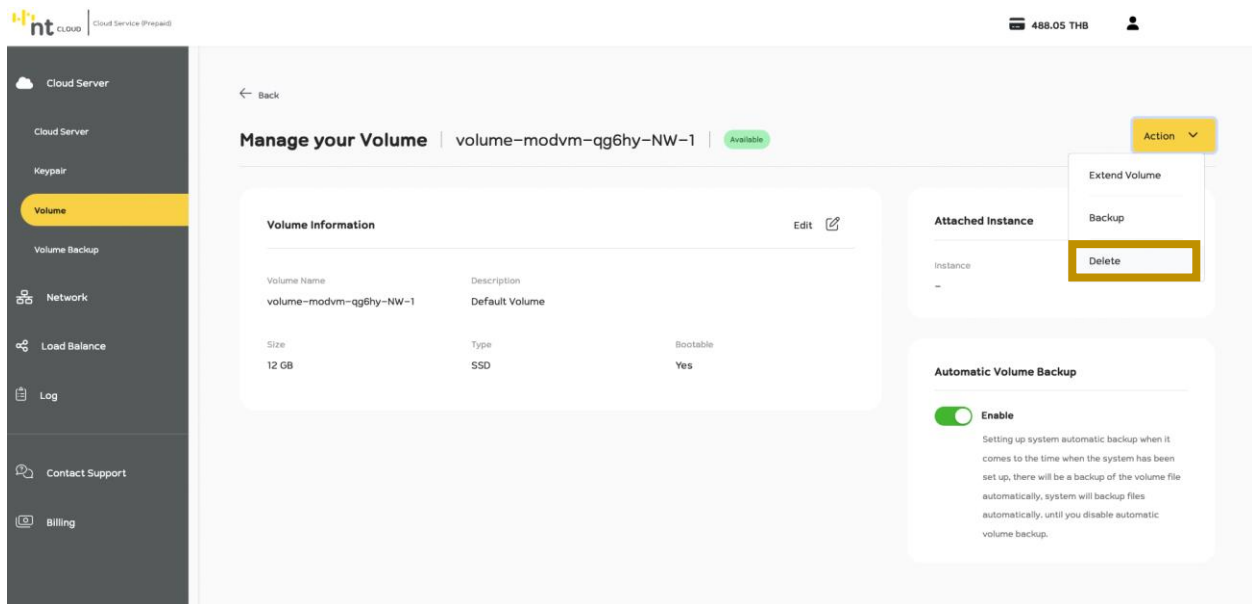 nt CLOUD Cloud Service (Prepaid)
488.05 THB
Cloud Server
Cloud Server
Keypair
Volume
Volume Backup
Network
Load Balance
Log
Contact Support
Billing
← Back
Manage your Volume | volume-modvm-qg6hy-NW-1 | Available
Action
Extend Volume
Backup
Delete
Volume Information
Edit
Volume Name
volume-modvm-qg6hy-NW-1
Description
Default Volume
Size
12 GB
Type
SSD
Bootable
Yes
Attached Instance
Instance
-
Automatic Volume Backup
Enable
Setting up system automatic backup when it
comes to the time when the system has been
set up, there will be a backup of the volume file
automatically, system will backup files
automatically. until you disable automatic
volume backup.